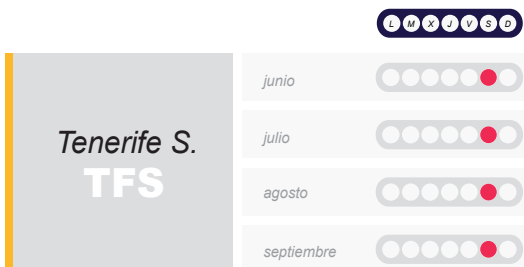 L M X J V S D
Tenerife S.
TFS
junio
julio
agosto
septiembre